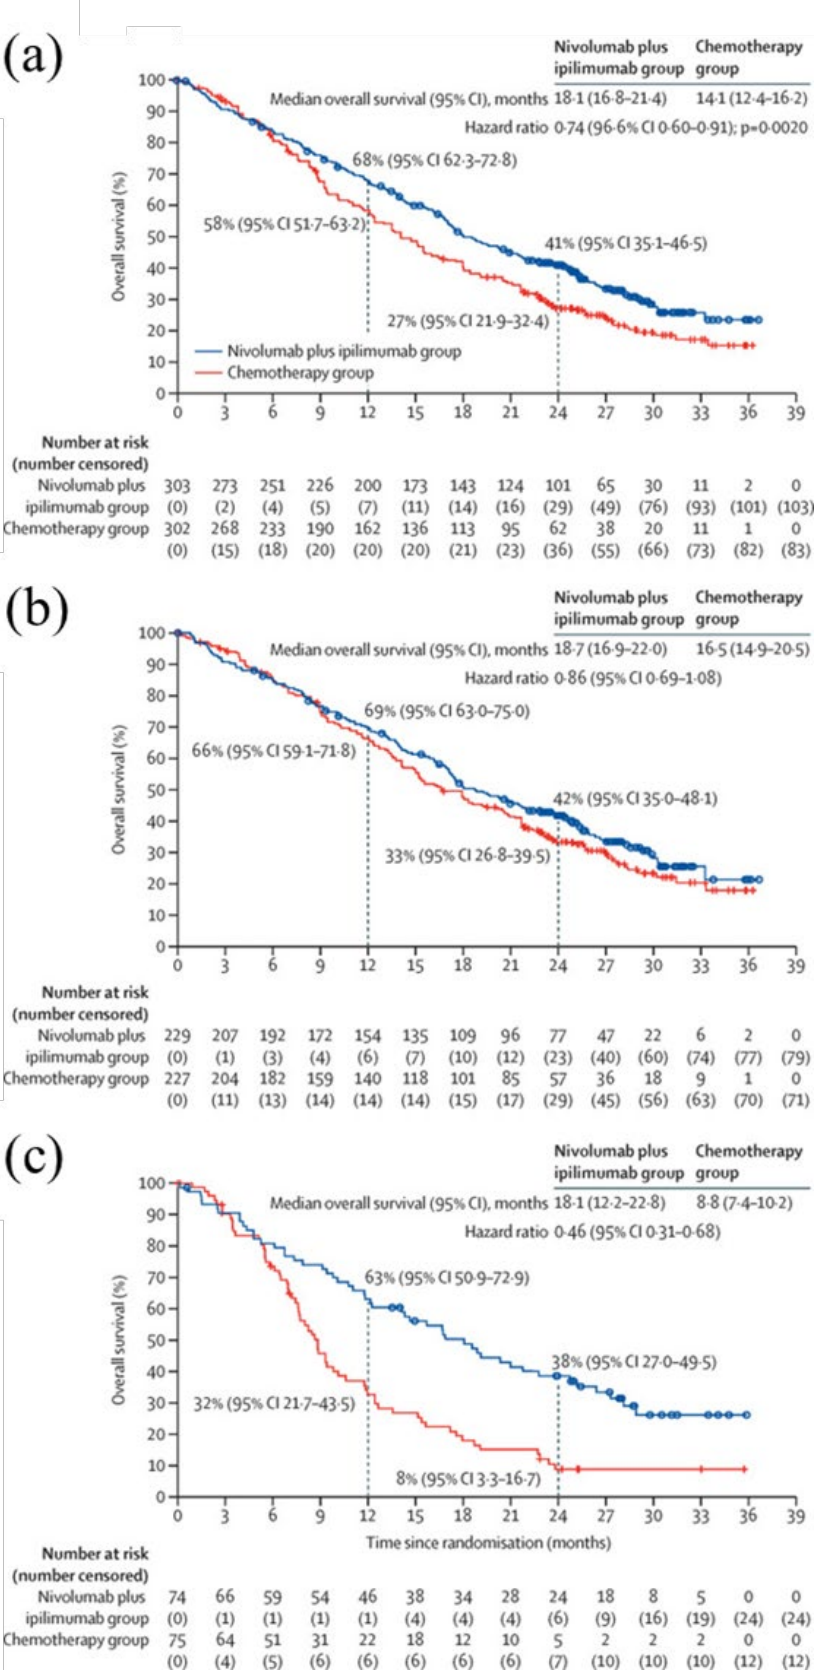 (a)
Nivolumab plus Chemotherapy
ipilimumab group group
Median overall survival (95% CI), months 18·1 (16·8–21·4) 14·1 (12·4–16·2)
Hazard ratio 0·74 (96·6% CI 0·60–0·91); p=0·0020
Overall survival (%)
100
90
80
70
60
50
40
30
20
10
0
68% (95% CI 62·3–72·8)
58% (95% CI 51·7–63·2)
41% (95% CI 35·1–46·5)
27% (95% CI 21·9–32·4)
Nivolumab plus ipilimumab group
Chemotherapy group
0 3 6 9 12 15 18 21 24 27 30 33 36 39
Number at risk
(number censored)
Nivolumab plus 303 273 251 226 200 173 143 124 101 65 30 11 2 0
ipilimumab group (0) (2) (4) (5) (7) (11) (14) (16) (29) (49) (76) (93) (101) (103)
Chemotherapy group 302 268 233 190 162 136 113 95 62 38 20 11 1 0
(0) (15) (18) (20) (20) (20) (21) (23) (36) (55) (66) (73) (82) (83)
(b)
Nivolumab plus Chemotherapy
ipilimumab group group
Median overall survival (95% CI), months 18·7 (16·9–22·0) 16·5 (14·9–20·5)
Hazard ratio 0·86 (95% CI 0·69–1·08)
Overall survival (%)
100
90
80
70
60
50
40
30
20
10
0
69% (95% CI 63·0–75·0)
66% (95% CI 59·1–71·8)
42% (95% CI 35·0–48·1)
33% (95% CI 26·8–39·5)
0 3 6 9 12 15 18 21 24 27 30 33 36 39
Number at risk
(number censored)
Nivolumab plus 229 207 192 172 154 135 109 96 77 47 22 6 2 0
ipilimumab group (0) (1) (3) (4) (6) (7) (10) (12) (23) (40) (60) (74) (77) (79)
Chemotherapy group 227 204 182 159 140 118 101 85 57 36 18 9 1 0
(0) (11) (13) (14) (14) (14) (15) (17) (29) (45) (56) (63) (70) (71)
(c)
Nivolumab plus Chemotherapy
ipilimumab group group
Median overall survival (95% CI), months 18·1 (12·2–22·8) 8·8 (7·4–10·2)
Hazard ratio 0·46 (95% CI 0·31–0·68)
Overall survival (%)
100
90
80
70
60
50
40
30
20
10
0
63% (95% CI 50·9–72·9)
38% (95% CI 27·0–49·5)
32% (95% CI 21·7–43·5)
8% (95% CI 3·3–16·7)
0 3 6 9 12 15 18 21 24 27 30 33 36 39
Time since randomisation (months)
Number at risk
(number censored)
Nivolumab plus 74 66 59 54 46 38 34 28 24 18 8 5 0 0
ipilimumab group (0) (1) (1) (1) (1) (4) (4) (4) (6) (9) (16) (19) (24) (24)
Chemotherapy group 75 64 51 31 22 18 12 10 5 2 2 2 0 0
(0) (4) (5) (6) (6) (6) (6) (6) (7) (10) (10) (10) (12) (12)